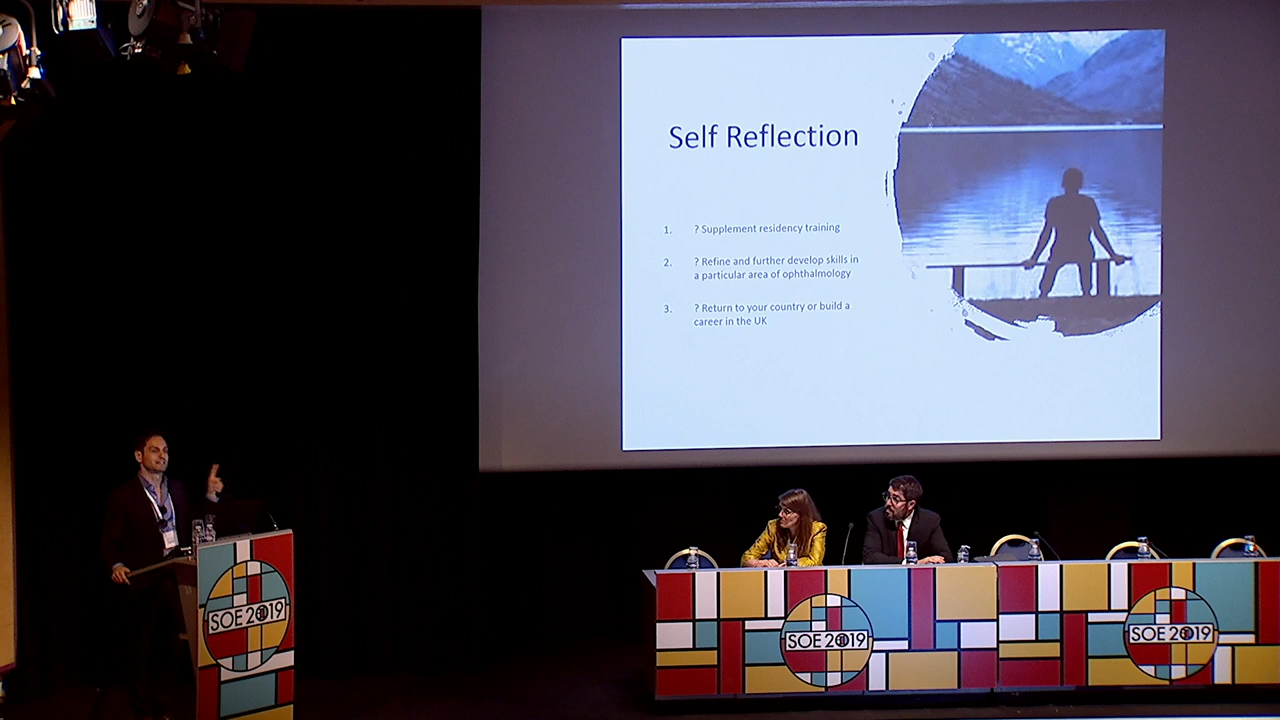 Self Reflection
1. ? Supplement residency training
2. ? Refine and further develop skills in
a particular area of ophthalmology
3. ? Return to your country or build a
career in the UK
SOE 2019
SOE 2019
SOE 2019